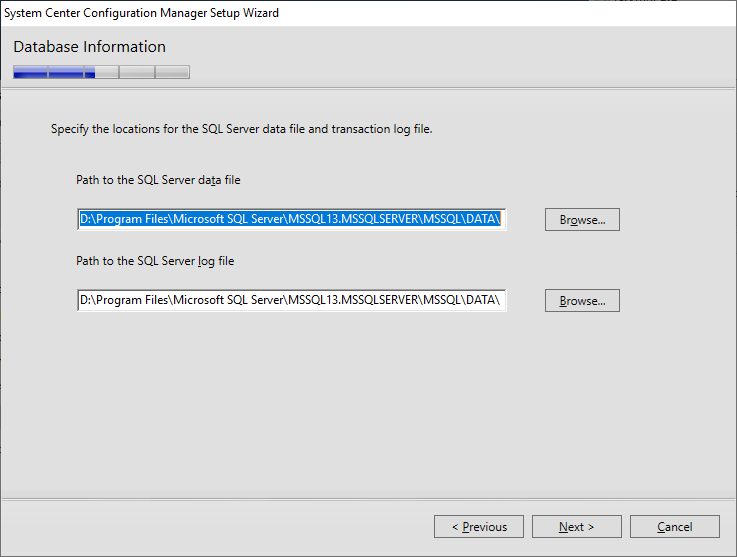 System Center Configuration Manager Setup Wizard
Database Information
Specify the locations for the SQL Server data file and transaction log file.
Path to the SQL Server data file
D:\Program Files\Microsoft SQL Server\MSSQL13.MSSQLSERVER\MSSQL\DATA\
Browse...
Path to the SQL Server log file
D:\Program Files\Microsoft SQL Server\MSSQL13.MSSQLSERVER\MSSQL\DATA\
Browse...
< Previous
Next >
Cancel